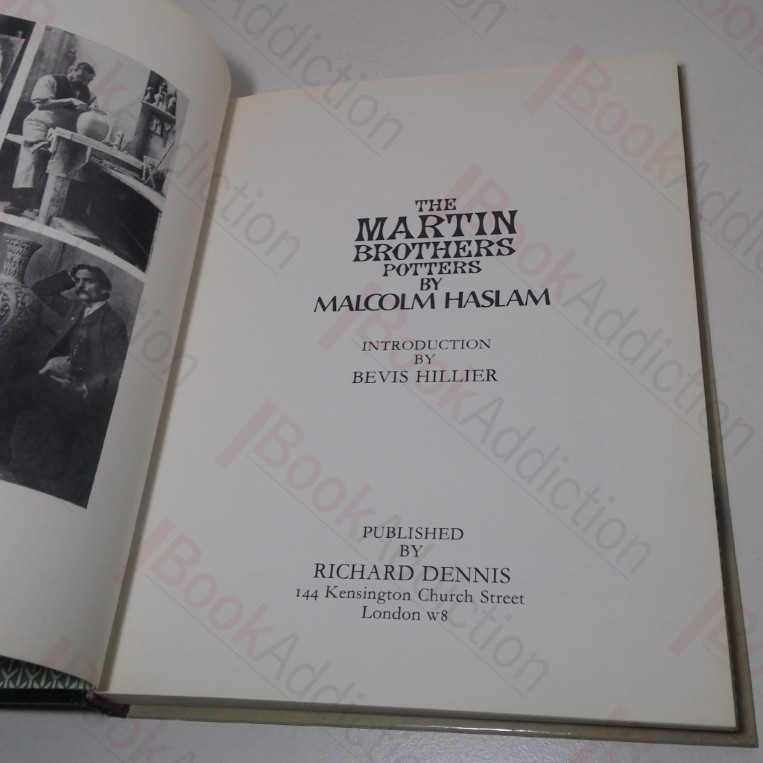 THE
MARTIN
BROTHERS
POTTERS
BY
MALCOLM HASLAM
INTRODUCTION
BY
BEVIS HILLIER
PUBLISHED
BY
RICHARD DENNIS
144 Kensington Church Street
London W8
BookAddiction